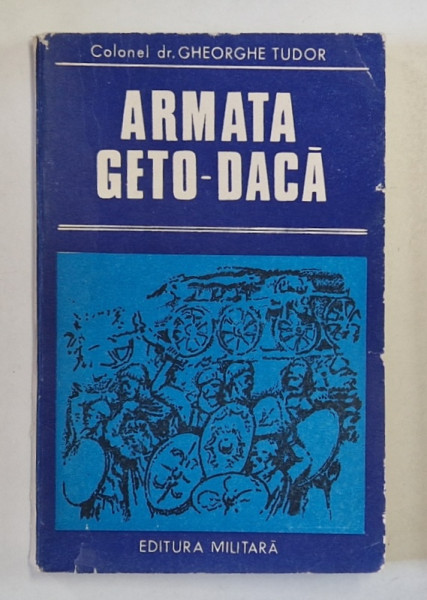 Colonel dr. GHEORGHE TUDOR
ARMATA
GETO-DACĂ
EDITURA MILITARĂ